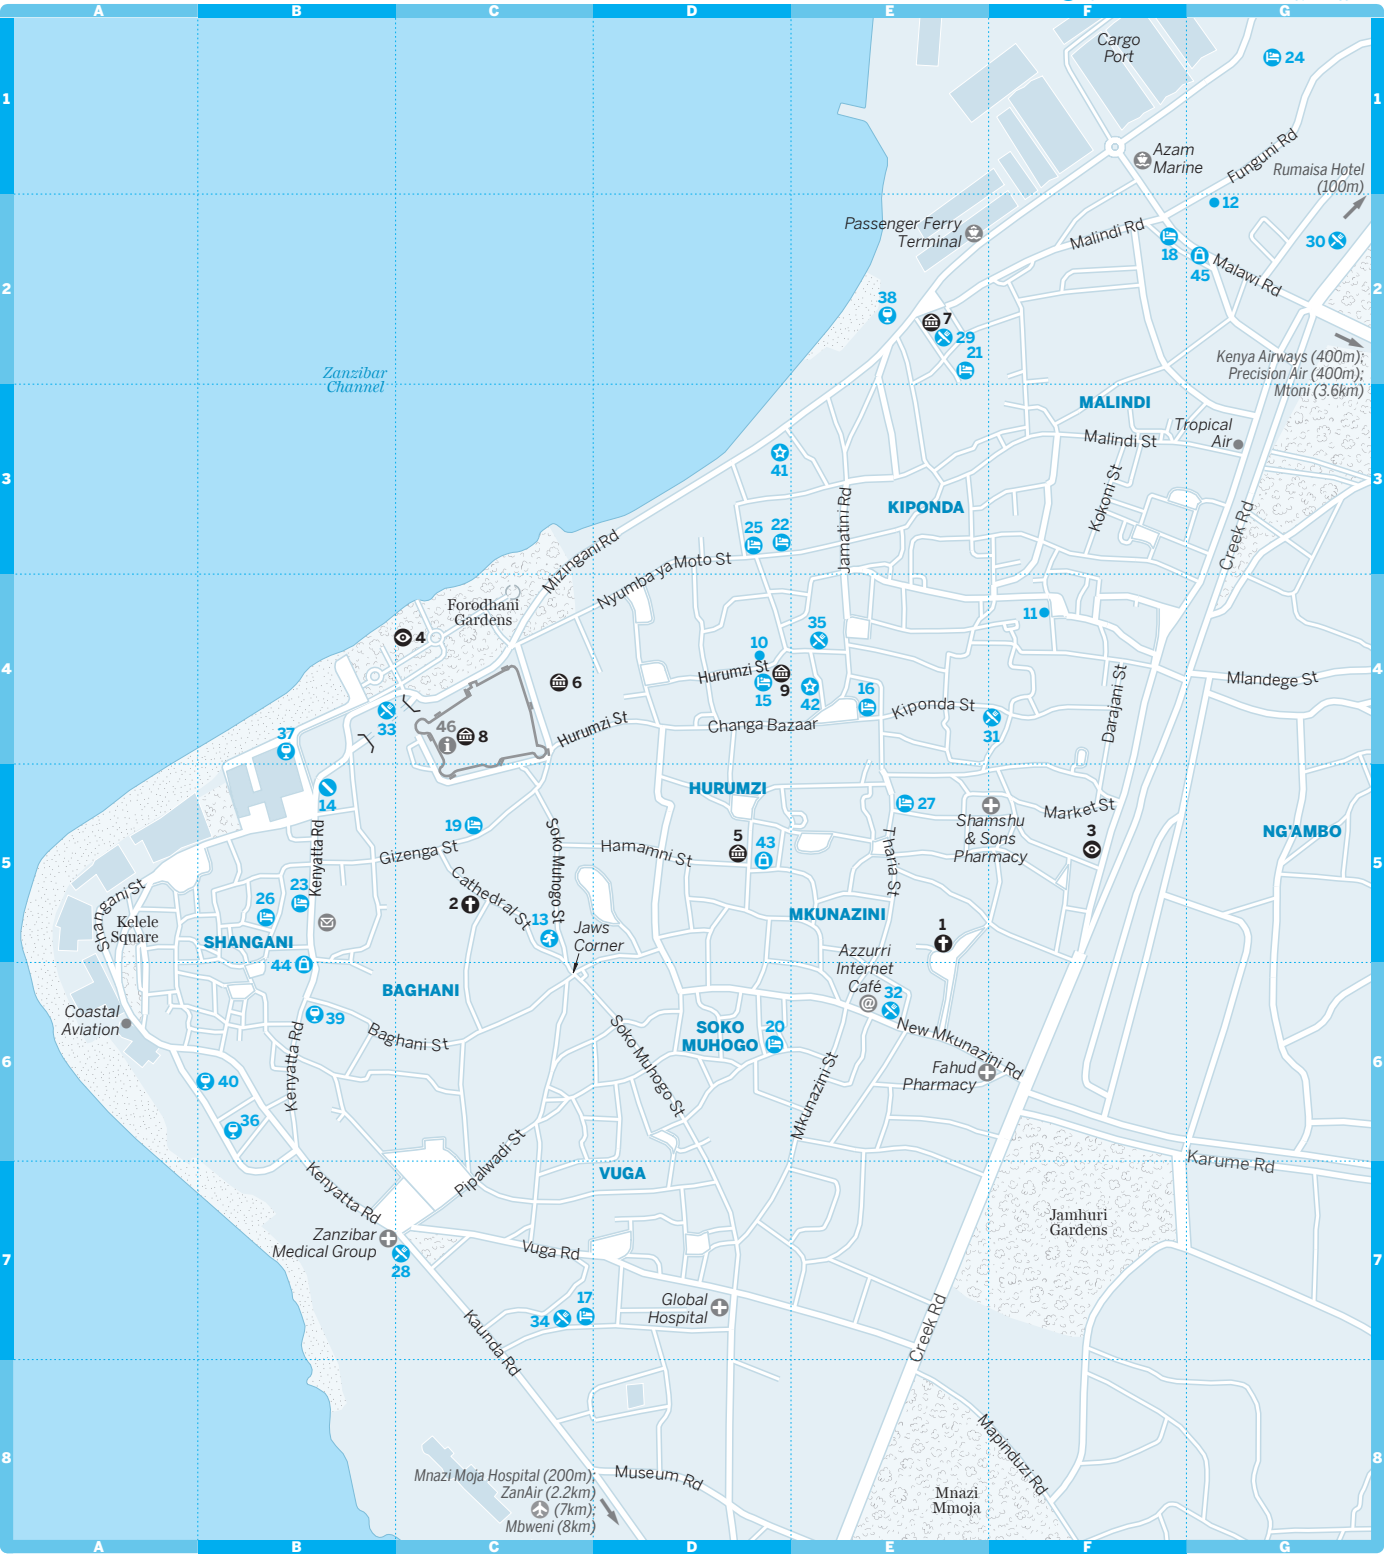 A B C D E F G
Cargo
Port
24
1 1
Azam
Marine
Funguni Rd
Rumaisa Hotel
(100m)
12
Passenger Ferry
Terminal
Malindi Rd
18
45
30
Malawi Rd
2 2
38
7
29
21
Kenya Airways (400m);
Precision Air (400m);
Mtoni (3.6km)
Zanzibar
Channel
MALINDI
Tropical
Air
Malindi St
41
3 3
KIPONDA
Jamatini Rd
Kokoni St
Creek Rd
25
22
Mizingani Rd
Nyumba ya Moto St
Forodhani
Gardens
4
11
35
10
Hurumzi St
9
15
42
16
6
4 4
Mlandege St
Darajani St
Kiponda St
31
Changa Bazaar
Hurumzi St
33
46
8
37
14
HURUMZI
27
Shamshu
& Sons
Pharmacy
Market St
3
NG'AMBO
19
Gizenga St
Kenyatta Rd
Soko Muhogo St
Hamamni St
5
43
Tharia St
5 5
Cathedral St
2
Shangani St
Kelele
Square
26
23
SHANGANI
13
Jaws
Corner
MKUNAZINI
1
Azzurri
Internet
Café
32
44
BAGHANI
Coastal
Aviation
39
Baghani St
Kenyatta Rd
Soko Muhogo St
SOKO
MUHOGO
20
New Mkunazini Rd
Fahud
Pharmacy
Mkunazini St
6 6
40
36
Pipalwadi St
VUGA
Karume Rd
Kenyatta Rd
Zanzibar
Medical Group
28
Vuga Rd
Jamhuri
Gardens
7 7
Global
Hospital
34
17
Kaunda Rd
Creek Rd
Mapinduzi Rd
8 8
Mnazi Moja Hospital (200m);
ZanAir (2.2km)
(7km);
Mbweni (8km)
Museum Rd
Mnazi
Mmoja
A B C D E F G